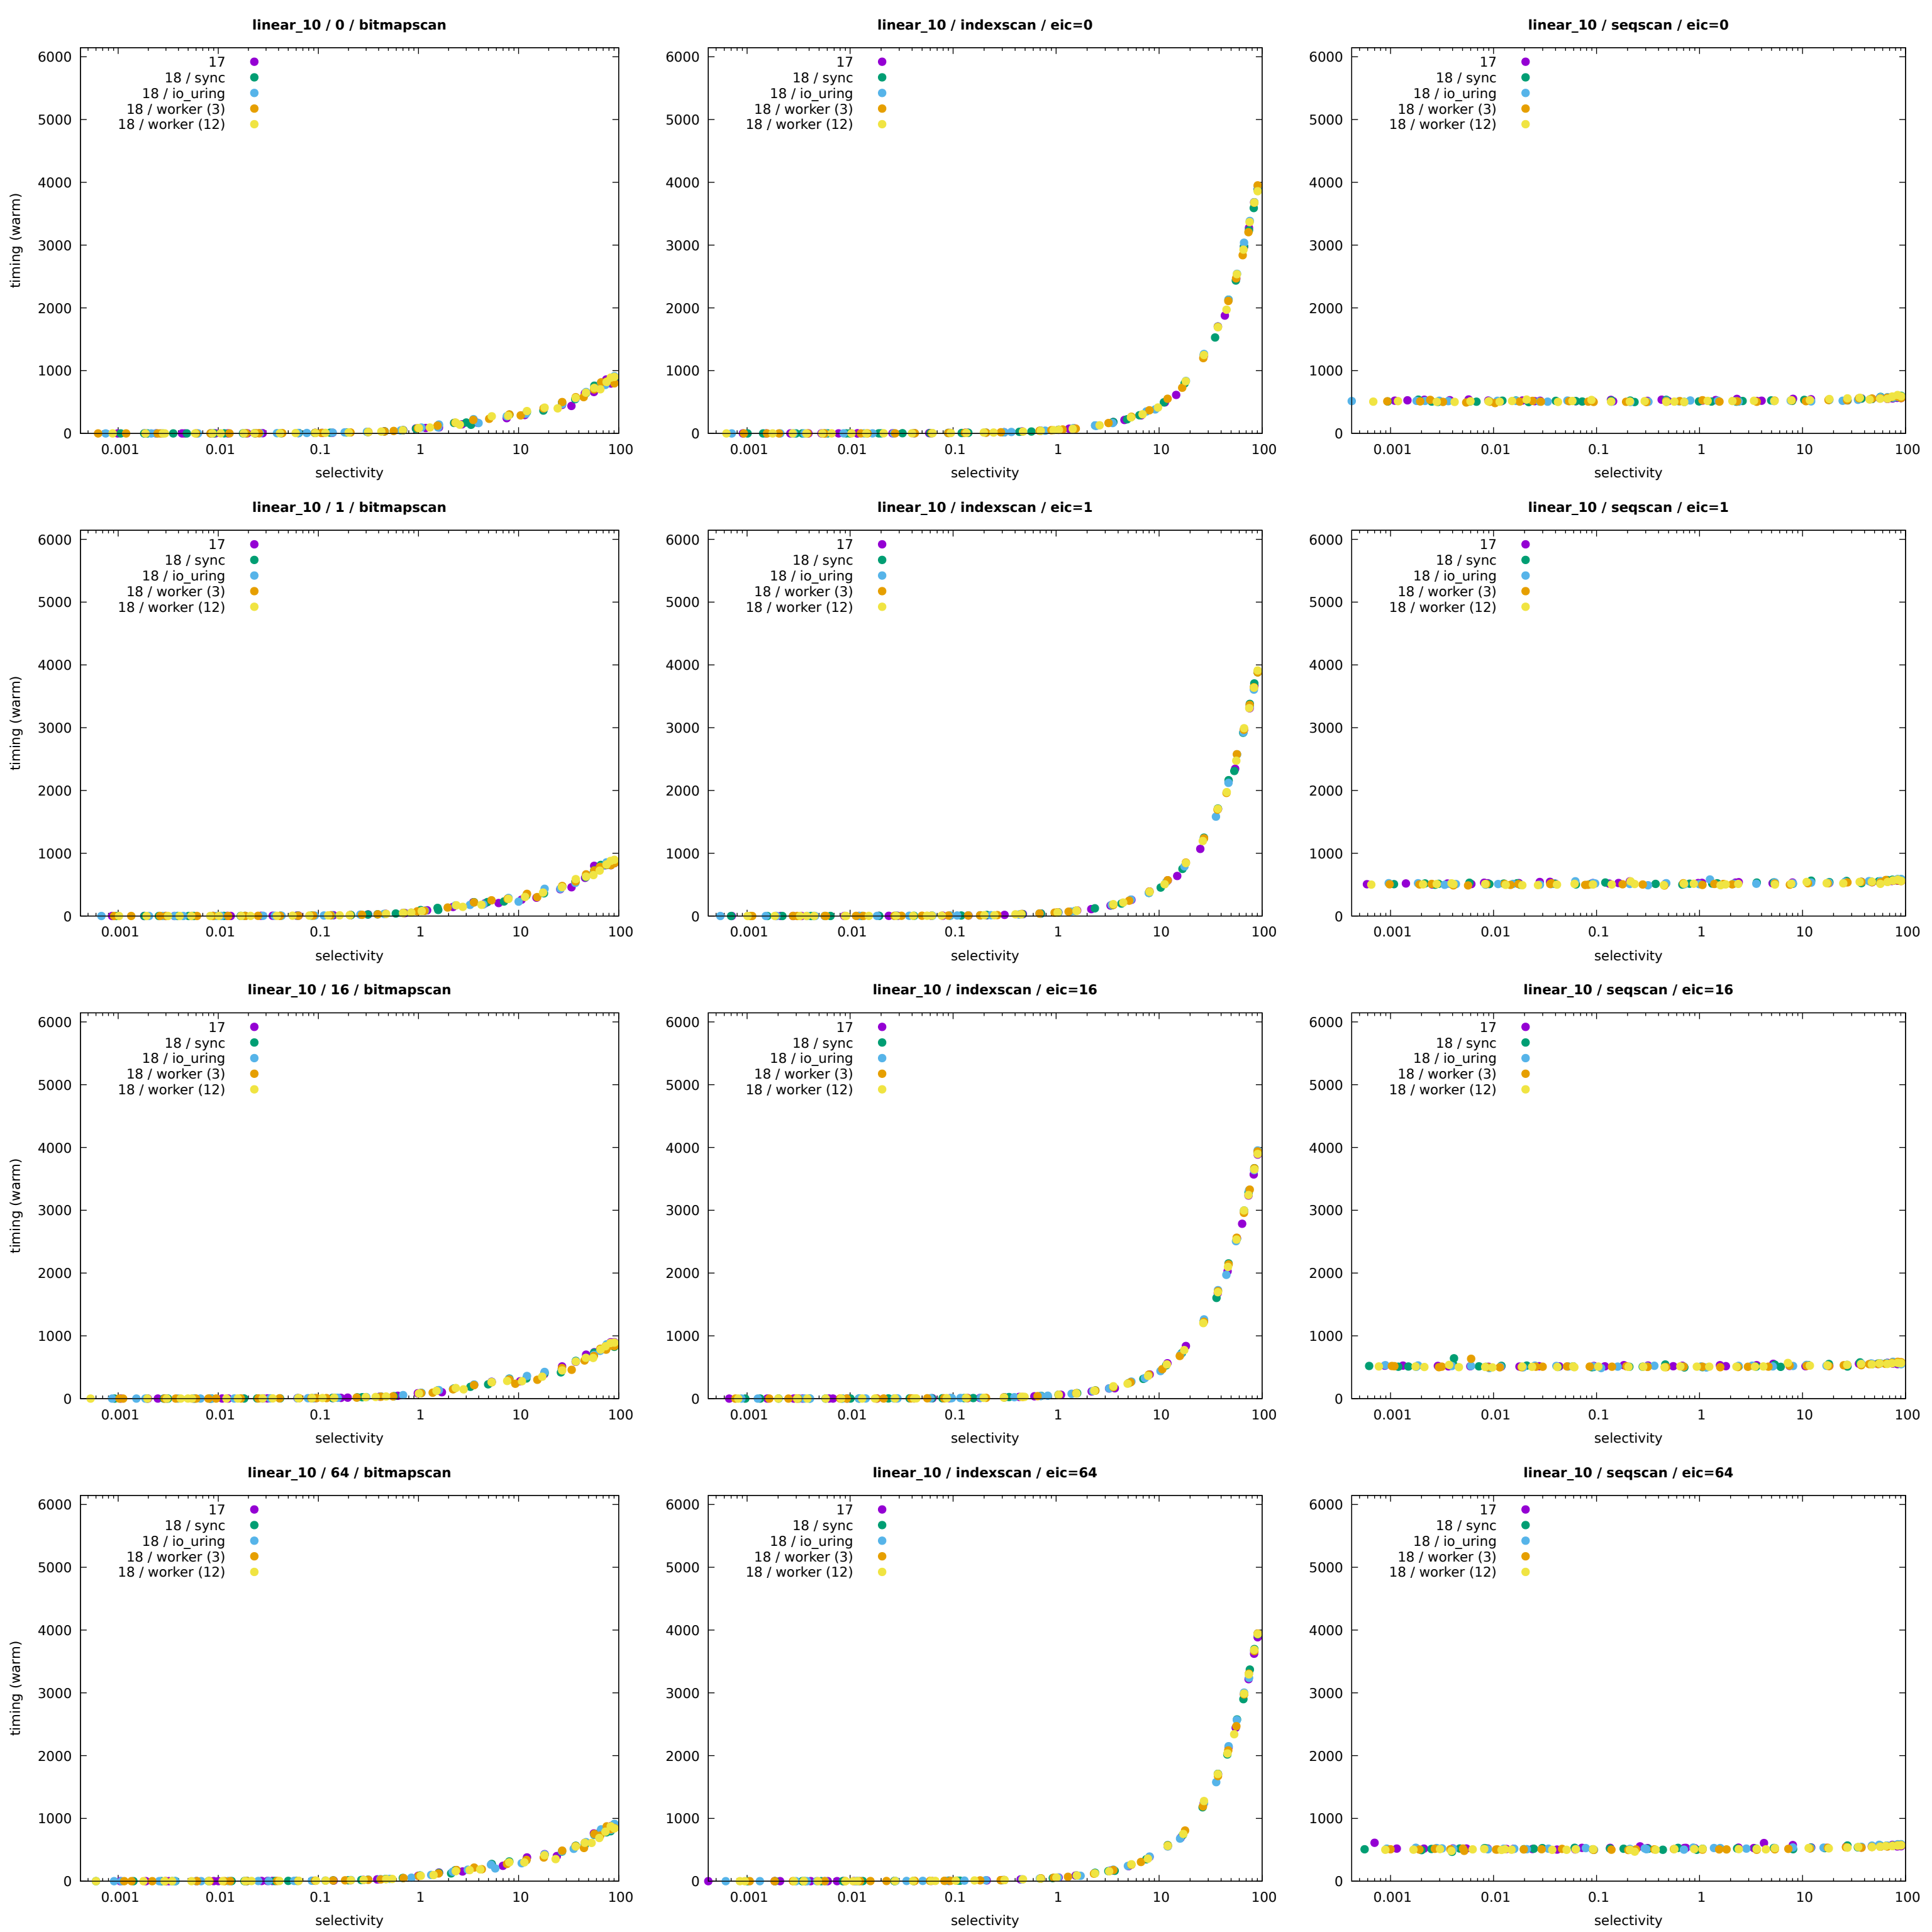 linear_10 / 0 / bitmapscan
timing (warm)
6000
5000
4000
3000
2000
1000
0
17
18 / sync
18 / io_uring
18 / worker (3)
18 / worker (12)
0.001 0.01 0.1 1 10 100
selectivity
linear_10 / indexscan / eic=0
6000
5000
4000
3000
2000
1000
0
17
18 / sync
18 / io_uring
18 / worker (3)
18 / worker (12)
0.001 0.01 0.1 1 10 100
selectivity
linear_10 / seqscan / eic=0
6000
5000
4000
3000
2000
1000
0
17
18 / sync
18 / io_uring
18 / worker (3)
18 / worker (12)
0.001 0.01 0.1 1 10 100
selectivity
linear_10 / 1 / bitmapscan
timing (warm)
6000
5000
4000
3000
2000
1000
0
17
18 / sync
18 / io_uring
18 / worker (3)
18 / worker (12)
0.001 0.01 0.1 1 10 100
selectivity
linear_10 / indexscan / eic=1
6000
5000
4000
3000
2000
1000
0
17
18 / sync
18 / io_uring
18 / worker (3)
18 / worker (12)
0.001 0.01 0.1 1 10 100
selectivity
linear_10 / seqscan / eic=1
6000
5000
4000
3000
2000
1000
0
17
18 / sync
18 / io_uring
18 / worker (3)
18 / worker (12)
0.001 0.01 0.1 1 10 100
selectivity
linear_10 / 16 / bitmapscan
timing (warm)
6000
5000
4000
3000
2000
1000
0
17
18 / sync
18 / io_uring
18 / worker (3)
18 / worker (12)
0.001 0.01 0.1 1 10 100
selectivity
linear_10 / indexscan / eic=16
6000
5000
4000
3000
2000
1000
0
17
18 / sync
18 / io_uring
18 / worker (3)
18 / worker (12)
0.001 0.01 0.1 1 10 100
selectivity
linear_10 / seqscan / eic=16
6000
5000
4000
3000
2000
1000
0
17
18 / sync
18 / io_uring
18 / worker (3)
18 / worker (12)
0.001 0.01 0.1 1 10 100
selectivity
linear_10 / 64 / bitmapscan
timing (warm)
6000
5000
4000
3000
2000
1000
0
17
18 / sync
18 / io_uring
18 / worker (3)
18 / worker (12)
0.001 0.01 0.1 1 10 100
selectivity
linear_10 / indexscan / eic=64
6000
5000
4000
3000
2000
1000
0
17
18 / sync
18 / io_uring
18 / worker (3)
18 / worker (12)
0.001 0.01 0.1 1 10 100
selectivity
linear_10 / seqscan / eic=64
6000
5000
4000
3000
2000
1000
0
17
18 / sync
18 / io_uring
18 / worker (3)
18 / worker (12)
0.001 0.01 0.1 1 10 100
selectivity